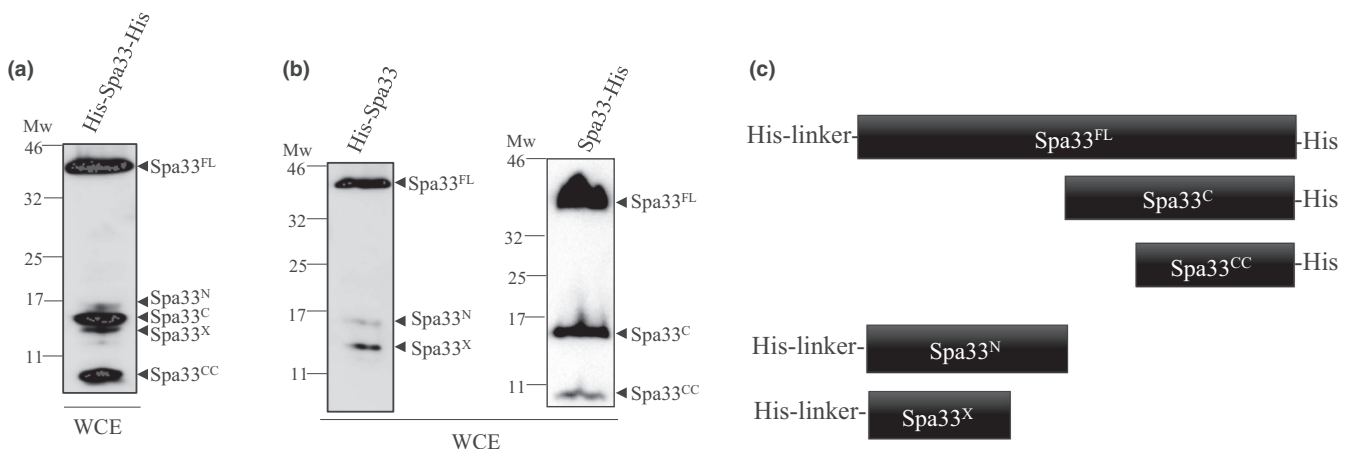 (a)
His-Spa33-His
Mw
46
32
25
17
11
Spa33FL
Spa33N
Spa33C
Spa33X
Spa33CC
WCE
(b)
His-Spa33
Mw
46
32
25
17
11
Spa33FL
Spa33N
Spa33X
Spa33-His
Mw
46
32
25
17
11
Spa33FL
Spa33C
Spa33CC
WCE
(c)
His-linker- Spa33FL -His
Spa33C -His
Spa33CC -His
His-linker- Spa33N
His-linker- Spa33X